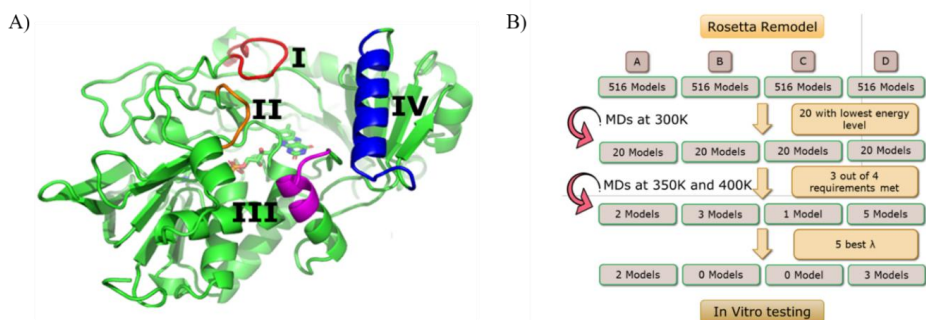 A)
I
II
III
IV
B)
Rosetta Remodel
A B C D
516 Models 516 Models 516 Models 516 Models
MDs at 300K
20 with lowest energy
level
20 Models 20 Models 20 Models 20 Models
MDs at 350K and 400K
3 out of 4
requirements met
2 Models 3 Models 1 Model 5 Models
5 best λ
2 Models 0 Models 0 Model 3 Models
In Vitro testing